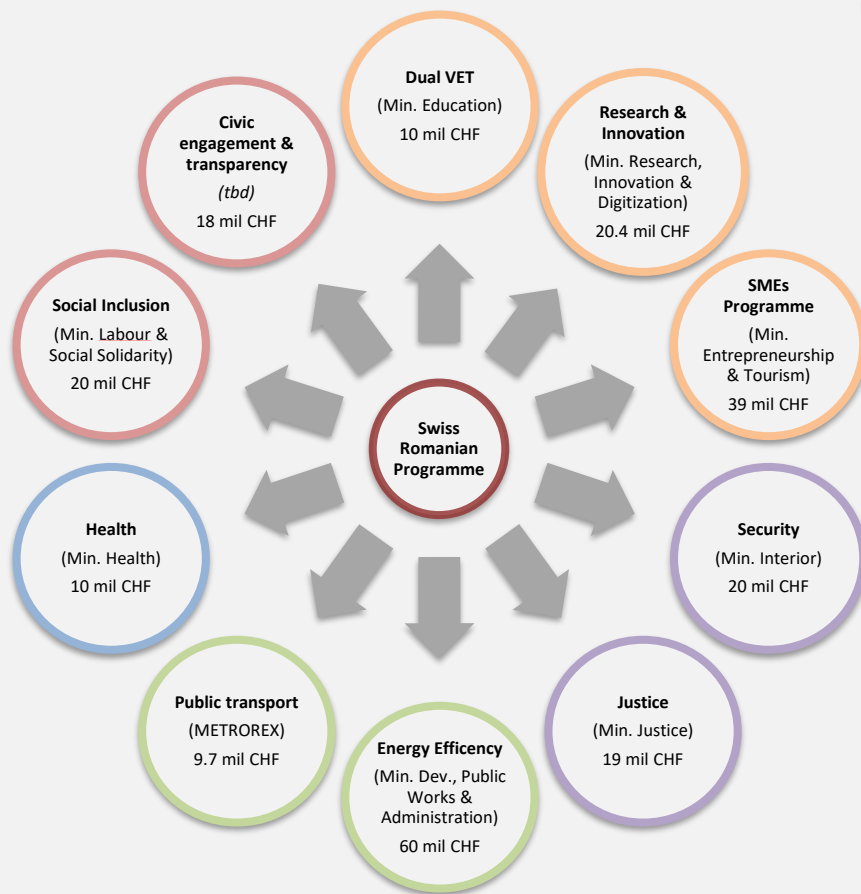 Dual VET
(Min. Education)
10 mil CHF
Research &
Innovation
(Min. Research,
Innovation &
Digitization)
20.4 mil CHF
SMEs
Programme
(Min.
Entrepreneurship
& Tourism)
39 mil CHF
Security
(Min. Interior)
20 mil CHF
Justice
(Min. Justice)
19 mil CHF
Energy Efficency
(Min. Dev., Public
Works &
Administration)
60 mil CHF
Public transport
(METROREX)
9.7 mil CHF
Health
(Min. Health)
10 mil CHF
Social Inclusion
(Min. Labour &
Social Solidarity)
20 mil CHF
Civic
engagement &
transparency
(tbd)
18 mil CHF
Swiss
Romanian
Programme